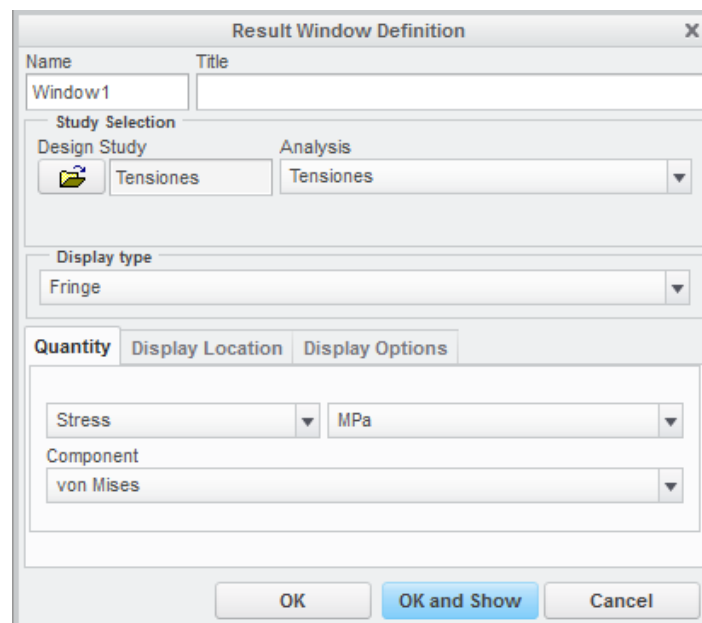 Result Window Definition
Name Title
Window1
Study Selection
Design Study Analysis
Tensiones Tensiones
Display type
Fringe
Quantity Display Location Display Options
Stress MPa
Component
von Mises
OK OK and Show Cancel